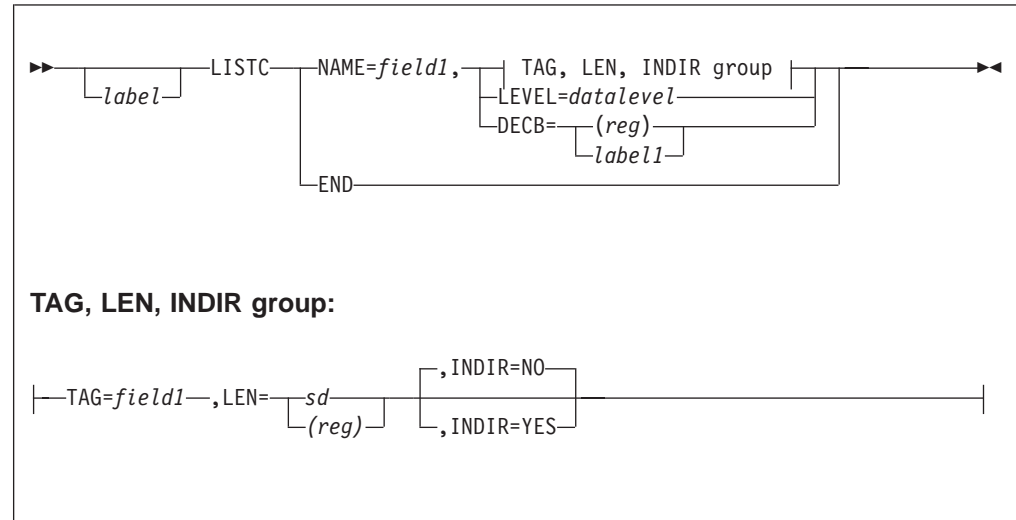 LISTC NAME=field1, TAG, LEN, INDIR group
label LEVEL=datalevel
DECB= (reg)
label1
END
TAG, LEN, INDIR group:
,INDIR=NO
TAG=field1 ,LEN= sd
(reg) ,INDIR=YES